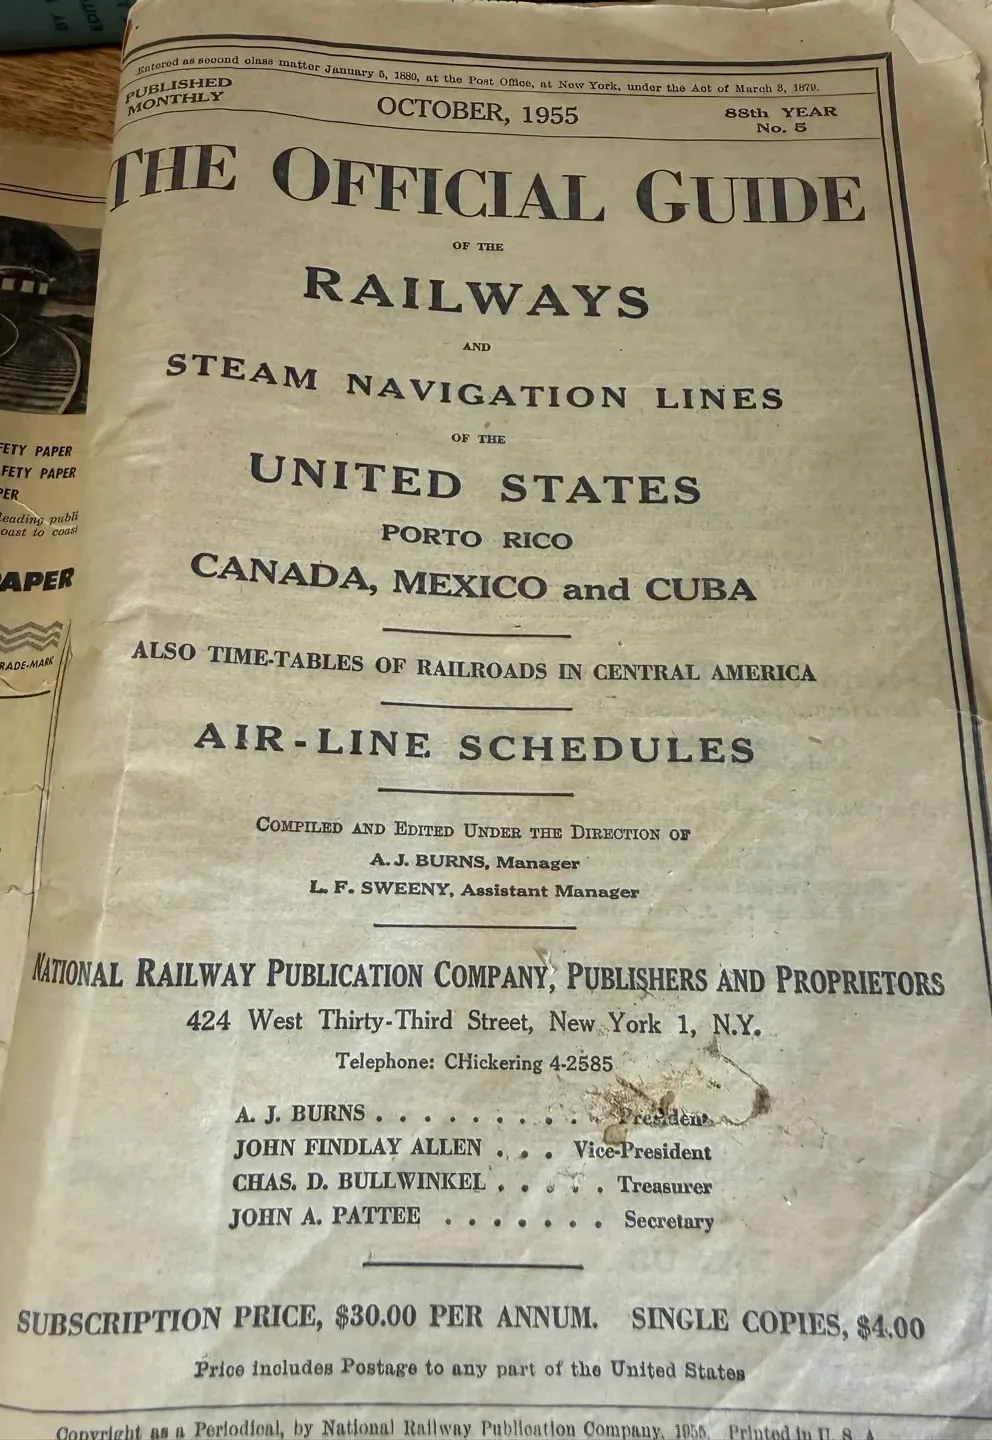 Entered as second class matter January 5, 1880, at the Post Office, at New York, under the Act of March 3, 1879.
PUBLISHED
MONTHLY
OCTOBER, 1955
88th YEAR
No. 5
THE OFFICIAL GUIDE
OF THE
RAILWAYS
AND
STEAM NAVIGATION LINES
OF THE
UNITED STATES
PORTO RICO
CANADA, MEXICO and CUBA
ALSO TIME-TABLES OF RAILROADS IN CENTRAL AMERICA
AIR-LINE SCHEDULES
COMPILED AND EDITED UNDER THE DIRECTION OF
A. J. BURNS, Manager
L. F. SWEENY, Assistant Manager
NATIONAL RAILWAY PUBLICATION COMPANY, PUBLISHERS AND PROPRIETORS
424 West Thirty-Third Street, New York 1, N.Y.
Telephone: CHickering 4-2585
A. J. BURNS . . . . . . . . . . President
JOHN FINDLAY ALLEN . . . Vice-President
CHAS. D. BULLWINKEL . . . . . Treasurer
JOHN A. PATTEE . . . . . . . Secretary
SUBSCRIPTION PRICE, $30.00 PER ANNUM. SINGLE COPIES, $4.00
Price includes Postage to any part of the United States
Copyright as a Periodical, by National Railway Publication Company, 1955. Printed in U. S. A.
FETY PAPER
FETY PAPER
PER
leading publi
oast to coast
APER
RADE-MARK